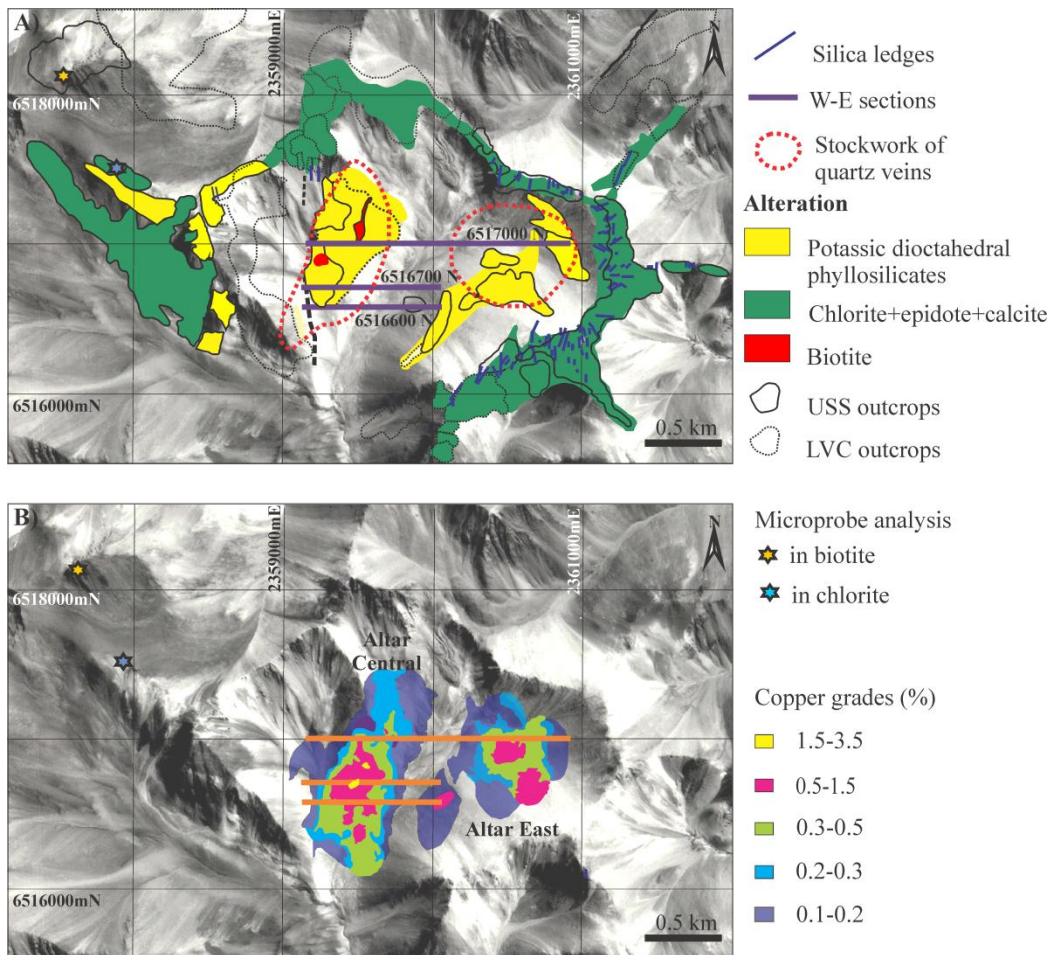 A)
N
2359000mE
2361000mE
6518000mN
6517000 N
6516700 N
6516600 N
6516000mN
0.5 km
Silica ledges
W-E sections
Stockwork of
quartz veins
Alteration
Potassic dioctahedral
phyllosilicates
Chlorite+epidote+calcite
Biotite
USS outcrops
LVC outcrops
B)
N
2359000mE
2361000mE
6518000mN
Altar
Central
Altar East
6516000mN
0.5 km
Microprobe analysis
in biotite
in chlorite
Copper grades (%)
1.5-3.5
0.5-1.5
0.3-0.5
0.2-0.3
0.1-0.2